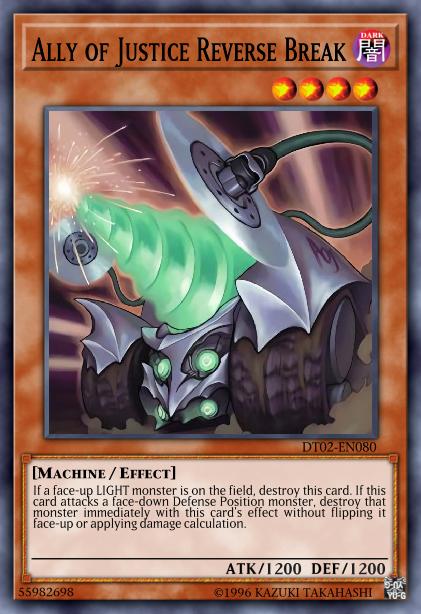 ALLY OF JUSTICE REVERSE BREAK
DARK
闇
AOJ
DT02-EN080
[MACHINE / EFFECT]
If a face-up LIGHT monster is on the field, destroy this card. If this
card attacks a face-down Defense Position monster, destroy that
monster immediately with this card's effect without flipping it
face-up or applying damage calculation.
ATK/1200 DEF/1200
55982698
©1996 KAZUKI TAKAHASHI